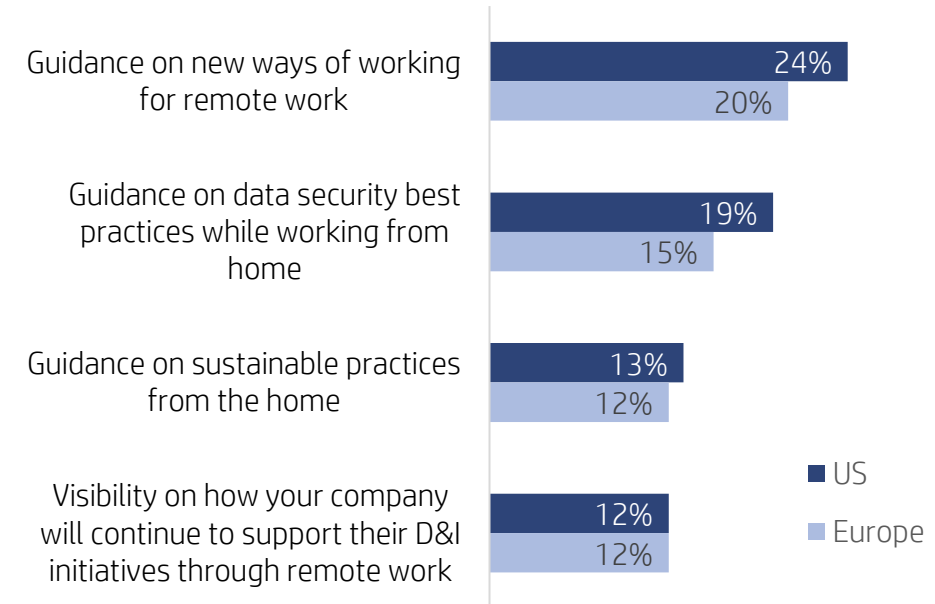 Guidance on new ways of working
for remote work
24%
20%
Guidance on data security best
practices while working from
home
19%
15%
Guidance on sustainable practices
from the home
13%
12%
Visibility on how your company
will continue to support their D&I
initiatives through remote work
12%
12%
US
Europe